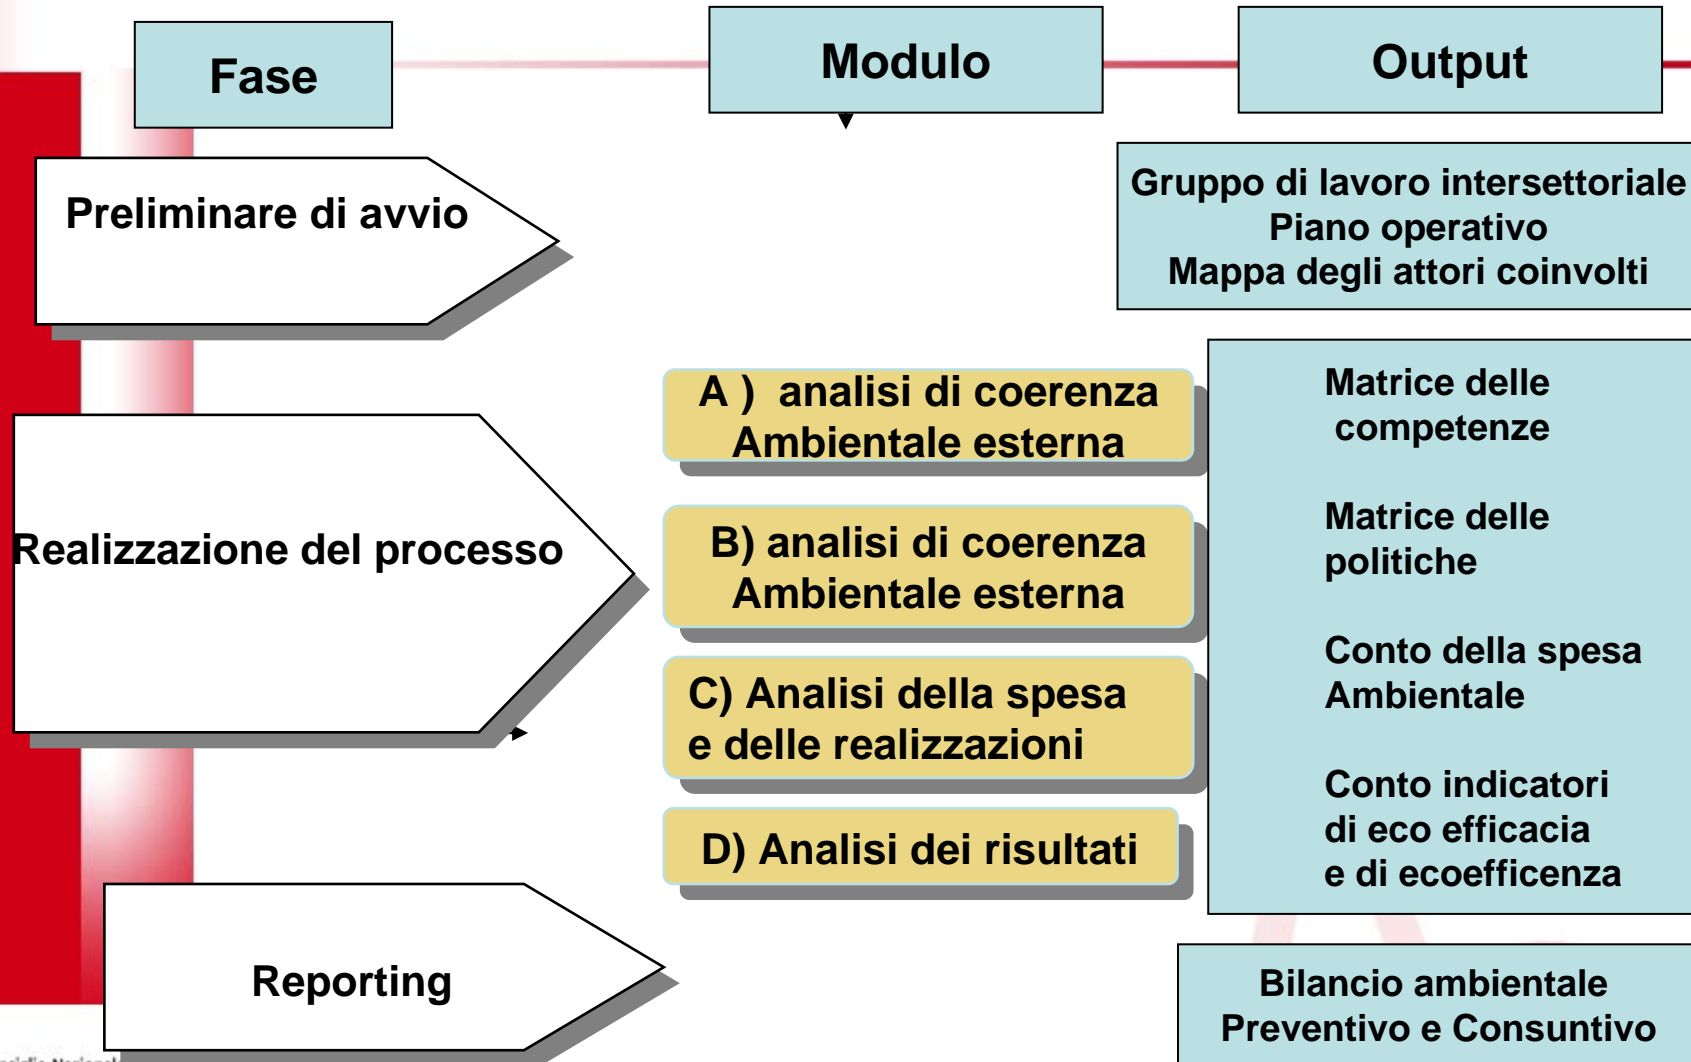 Fase
Modulo
Output
Preliminare di avvio
Gruppo di lavoro intersettoriale
Piano operativo
Mappa degli attori coinvolti
Realizzazione del processo
A ) analisi di coerenza
Ambientale esterna
B) analisi di coerenza
Ambientale esterna
C) Analisi della spesa
e delle realizzazioni
D) Analisi dei risultati
Matrice delle
competenze
Matrice delle
politiche
Conto della spesa
Ambientale
Conto indicatori
di eco efficacia
e di ecoefficenza
Reporting
Bilancio ambientale
Preventivo e Consuntivo